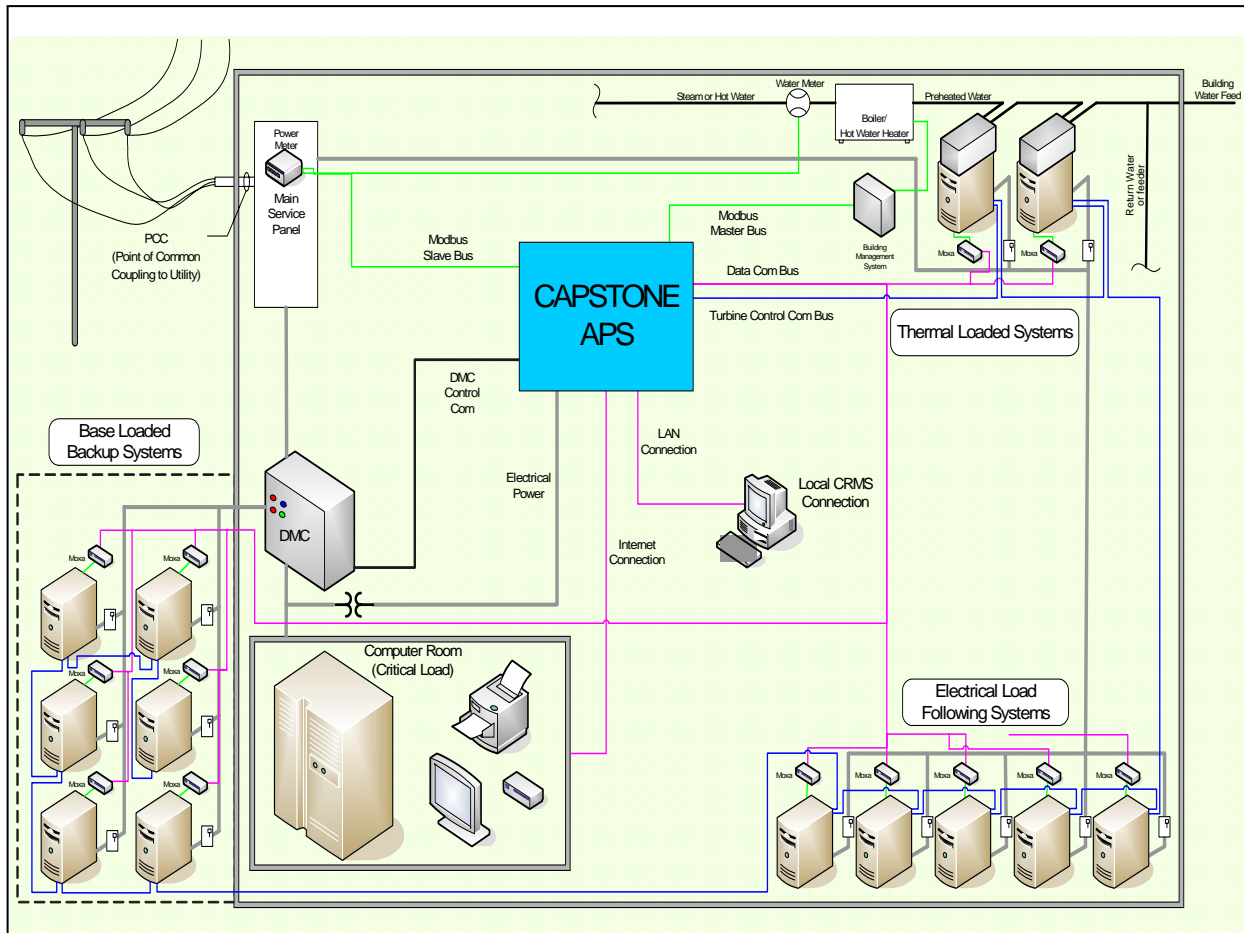 Water Meter
Building
Water Feed
Steam or Hot Water
Preheated Water
Boiler/
Hot Water Heater
Power
Meter
Main
Service
Panel
Return Water
or feeder
PCC
(Point of Common
Coupling to Utility)
Modbus
Slave Bus
Modbus
Master Bus
Building
Management
System
Moxa
Moxa
Data Com Bus
CAPSTONE
APS
Turbine Control Com Bus
Thermal Loaded Systems
DMC
Control
Com
Base Loaded
Backup Systems
LAN
Connection
Electrical
Power
Local CRMS
Connection
DMC
Internet
Connection
Moxa
Moxa
Moxa
Moxa
Moxa
Moxa
Computer Room
(Critical Load)
Electrical Load
Following Systems
Moxa
Moxa
Moxa
Moxa
Moxa